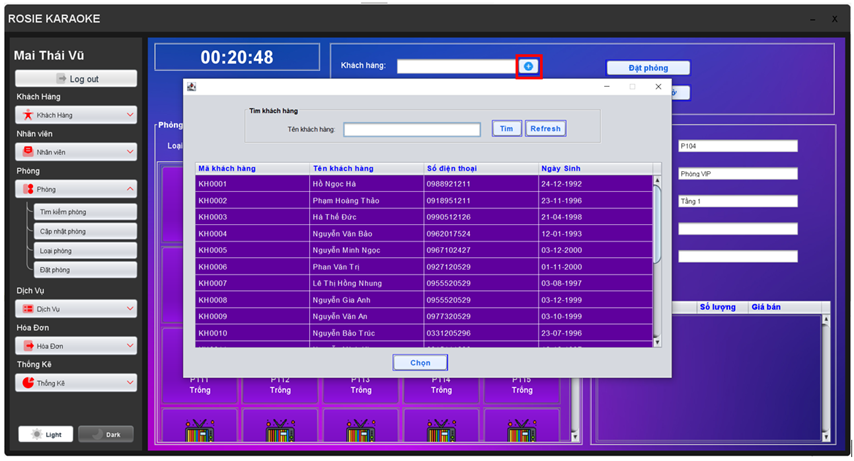 ROSIE KARAOKE
– X
Mai Thái Vũ
Log out
Khách Hàng
Khách Hàng
Nhân viên
Nhân viên
Phòng
Phòng
Tìm kiếm phòng
Cập nhật phòng
Loại phòng
Đặt phòng
Dịch Vụ
Dịch Vụ
Hóa Đơn
Hóa Đơn
Thống Kê
Thống Kê
Light
Dark
00:20:48
Khách hàng:
Đặt phòng
Phòng
Loại
Tìm khách hàng
Tên khách hàng:
Tìm
Refresh
Mã khách hàng Tên khách hàng Số điện thoại Ngày Sinh
KH0001 Hồ Ngọc Hà 0988921211 24-12-1992
KH0002 Phạm Hoàng Thảo 0918951211 23-11-1996
KH0003 Hà Thế Đức 0990512126 21-04-1998
KH0004 Nguyễn Văn Bảo 0962017524 12-01-1993
KH0005 Nguyễn Minh Ngọc 0967102427 03-12-2000
KH0006 Phan Văn Trị 0927120529 01-11-2000
KH0007 Lê Thị Hồng Nhung 0955520529 03-08-1997
KH0008 Nguyễn Gia Anh 0955520529 03-12-1999
KH0009 Nguyễn Văn An 0977320529 03-10-1999
KH0010 Nguyễn Bảo Trúc 0331205296 23-07-1996
Chọn
P104
Phòng VIP
Tầng 1
Số lượng Giá bán
P111 P112 P113 P114 P115
Trống Trống Trống Trống Trống